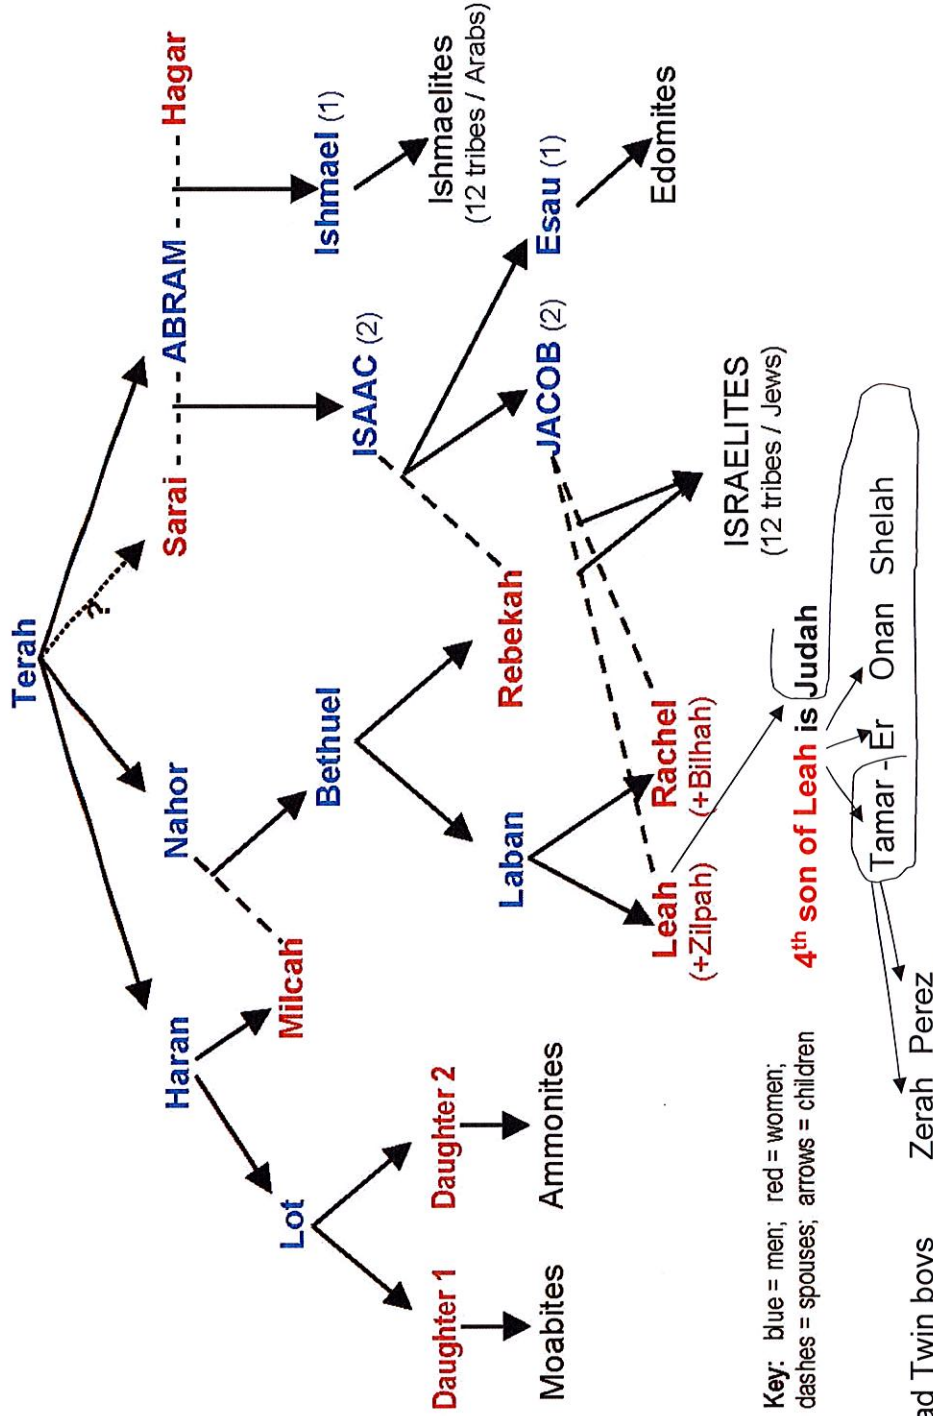 Terah
Haran
Nahor
Sarai
ABRAM
Hagar
Lot
Milcah
Bethuel
ISAAC (2)
Ishmael (1)
Daughter 1
Daughter 2
Laban
Rebekah
JACOB (2)
Esau (1)
Ishmaelites
(12 tribes / Arabs)
Moabites
Ammonites
Leah
(+Zilpah)
Rachel
(+Bilhah)
ISRAELITES
(12 tribes / Jews)
Edomites
Key: blue = men; red = women;
dashes = spouses; arrows = children
4th son of Leah is Judah
Tamar - Er Onan Shelah
Twin boys Zerah Perez